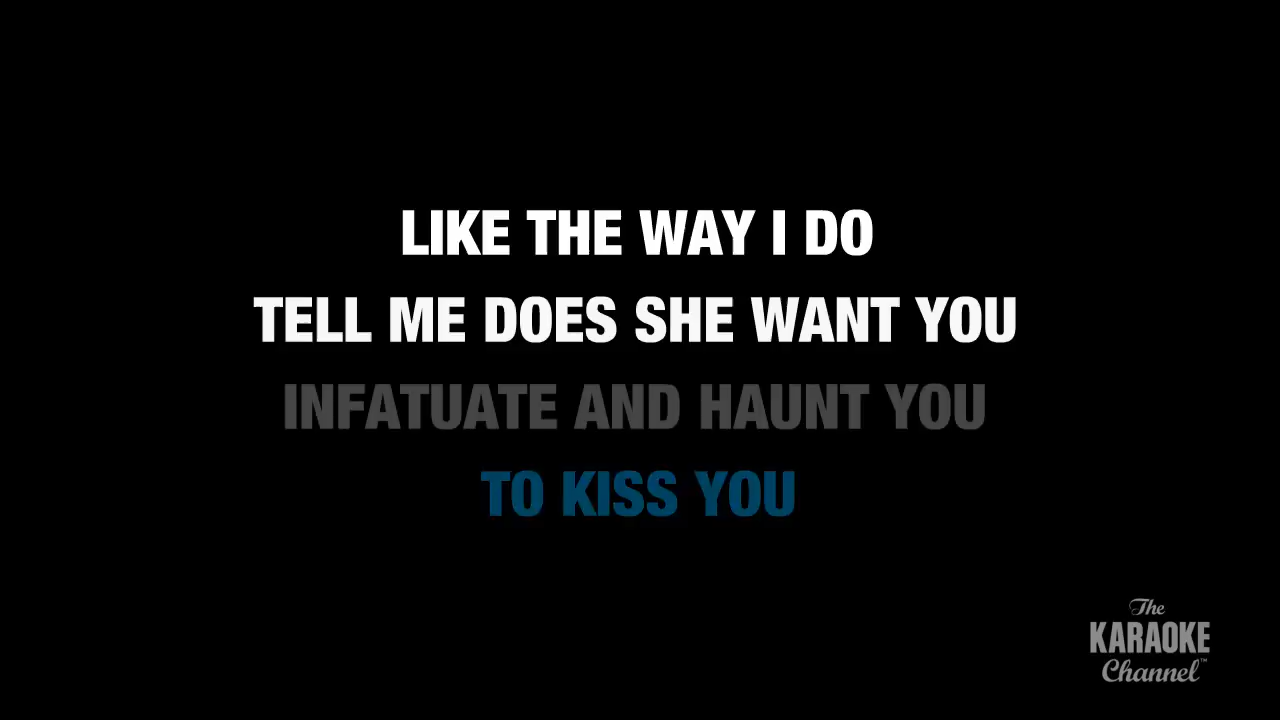 LIKE THE WAY I DO
TELL ME DOES SHE WANT YOU
INFATUATE AND HAUNT YOU
TO KISS YOU
The
KARAOKE
Channel™